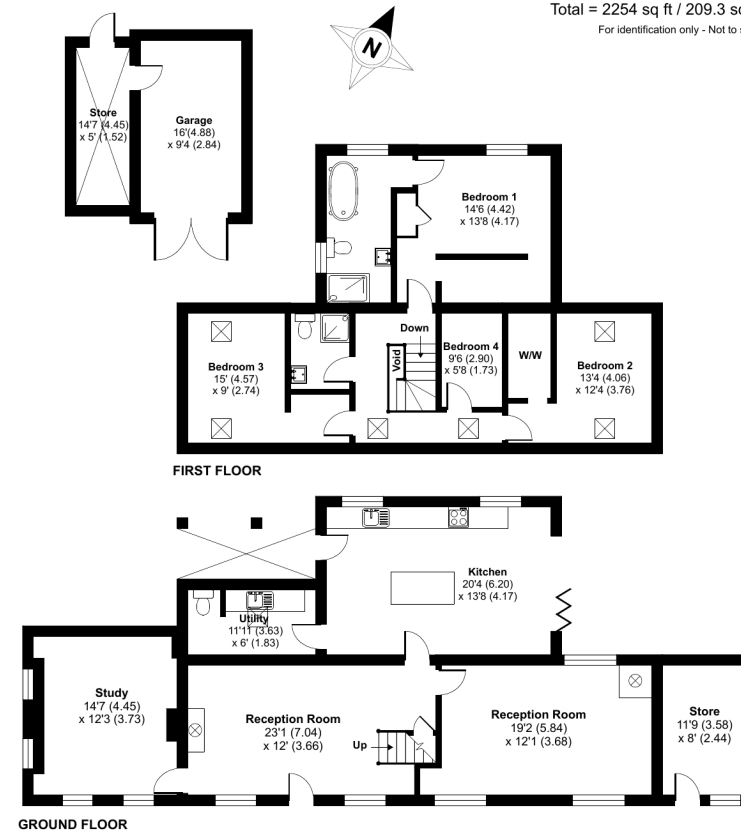 Total = 2254 sq ft / 209.3 s
For identification only - Not to
N
Store
14'7 (4.45)
x 5' (1.52)
Garage
16'(4.88)
x 9'4 (2.84)
Bedroom 1
14'6 (4.42)
x 13'8 (4.17)
Down
Void
Bedroom 3
15' (4.57)
x 9' (2.74)
Bedroom 4
9'6 (2.90)
x 5'8 (1.73)
W/W
Bedroom 2
13'4 (4.06)
x 12'4 (3.76)
FIRST FLOOR
Kitchen
20'4 (6.20)
x 13'8 (4.17)
Utility
11'11 (3.63)
x 6' (1.83)
Study
14'7 (4.45)
x 12'3 (3.73)
Reception Room
23'1 (7.04)
x 12' (3.66)
Up
Reception Room
19'2 (5.84)
x 12'1 (3.68)
Store
11'9 (3.58)
x 8' (2.44)
GROUND FLOOR